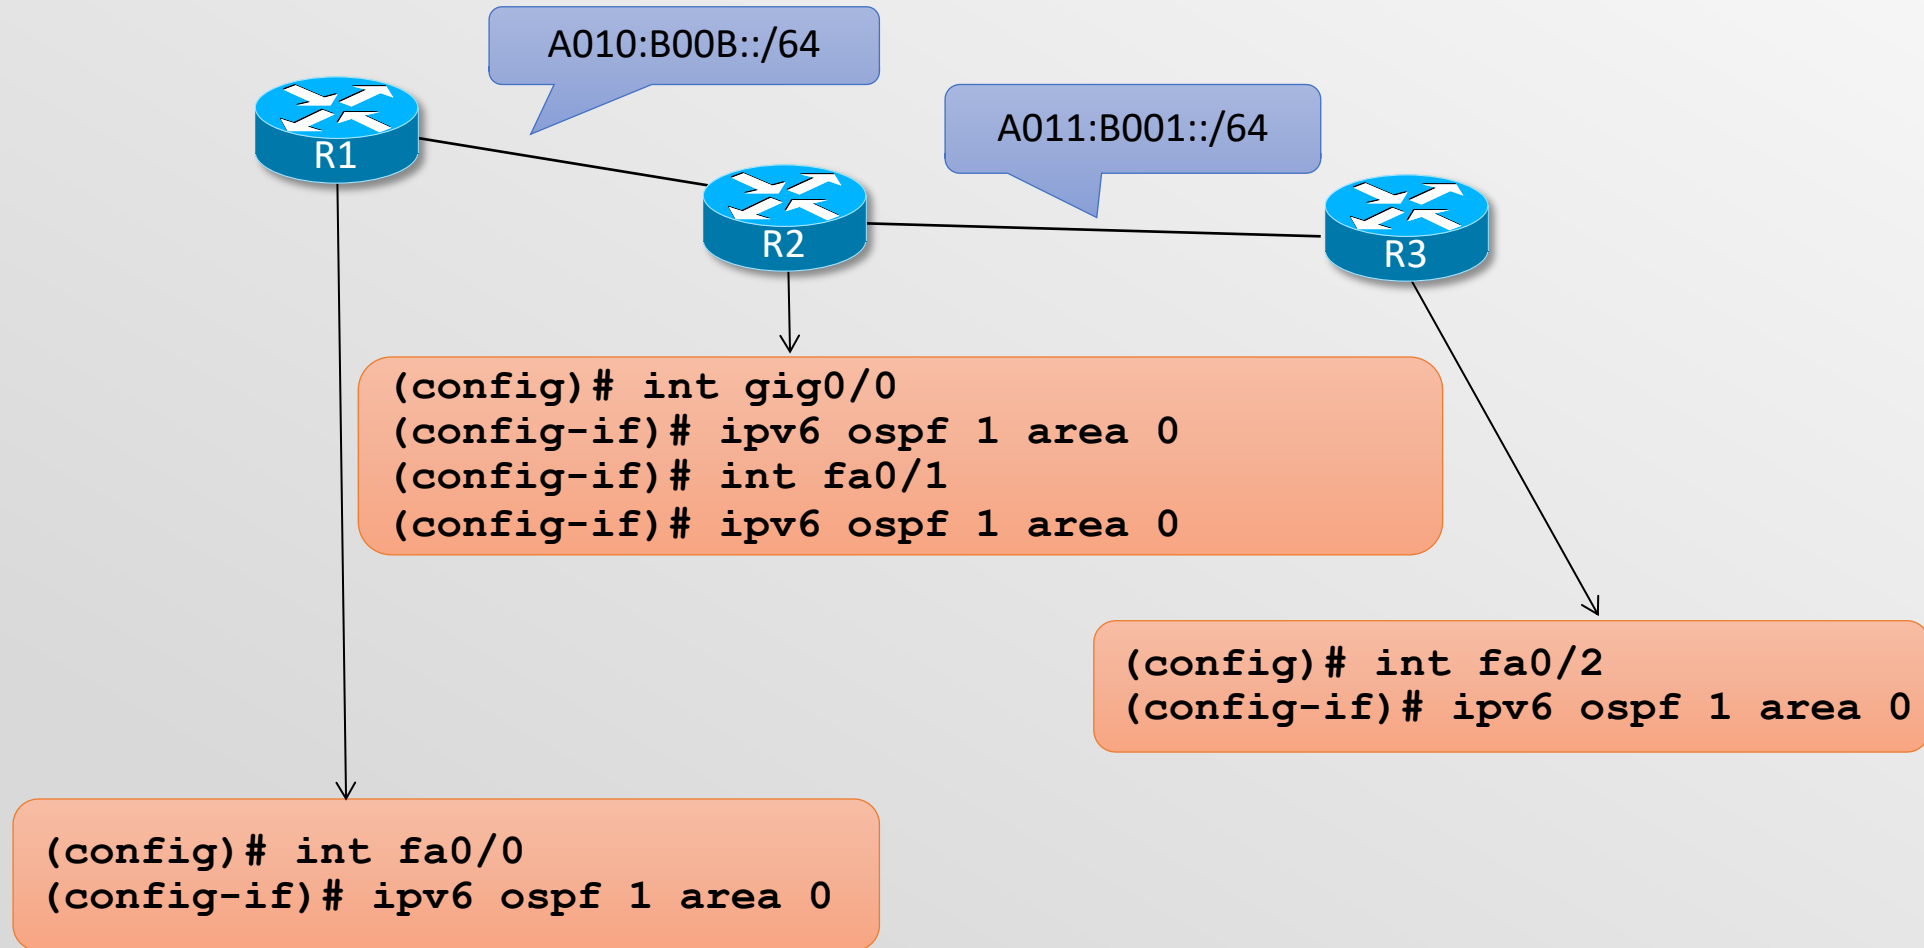 A010:B00B::/64
A011:B001::/64
R1
R2
R3
(config)# int gig0/0
(config-if)# ipv6 ospf 1 area 0
(config-if)# int fa0/1
(config-if)# ipv6 ospf 1 area 0
(config)# int fa0/2
(config-if)# ipv6 ospf 1 area 0
(config)# int fa0/0
(config-if)# ipv6 ospf 1 area 0